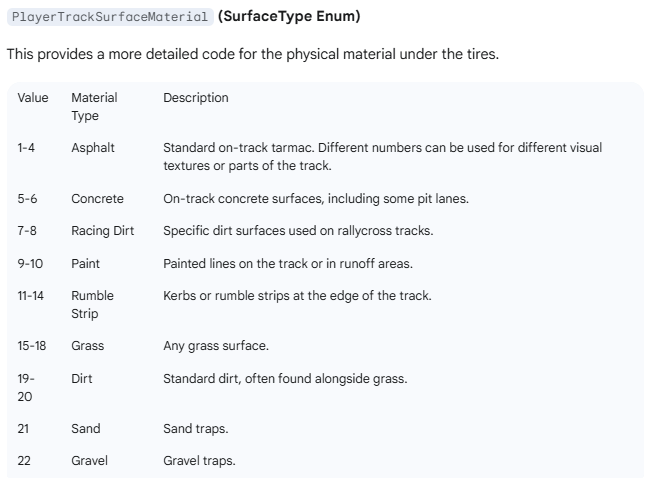 PlayerTrackSurfaceMaterial (SurfaceType Enum)
This provides a more detailed code for the physical material under the tires.
Value Material Type Description
1-4 Asphalt Standard on-track tarmac. Different numbers can be used for different visual textures or parts of the track.
5-6 Concrete On-track concrete surfaces, including some pit lanes.
7-8 Racing Dirt Specific dirt surfaces used on rallycross tracks.
9-10 Paint Painted lines on the track or in runoff areas.
11-14 Rumble Strip Kerbs or rumble strips at the edge of the track.
15-18 Grass Any grass surface.
19-20 Dirt Standard dirt, often found alongside grass.
21 Sand Sand traps.
22 Gravel Gravel traps.